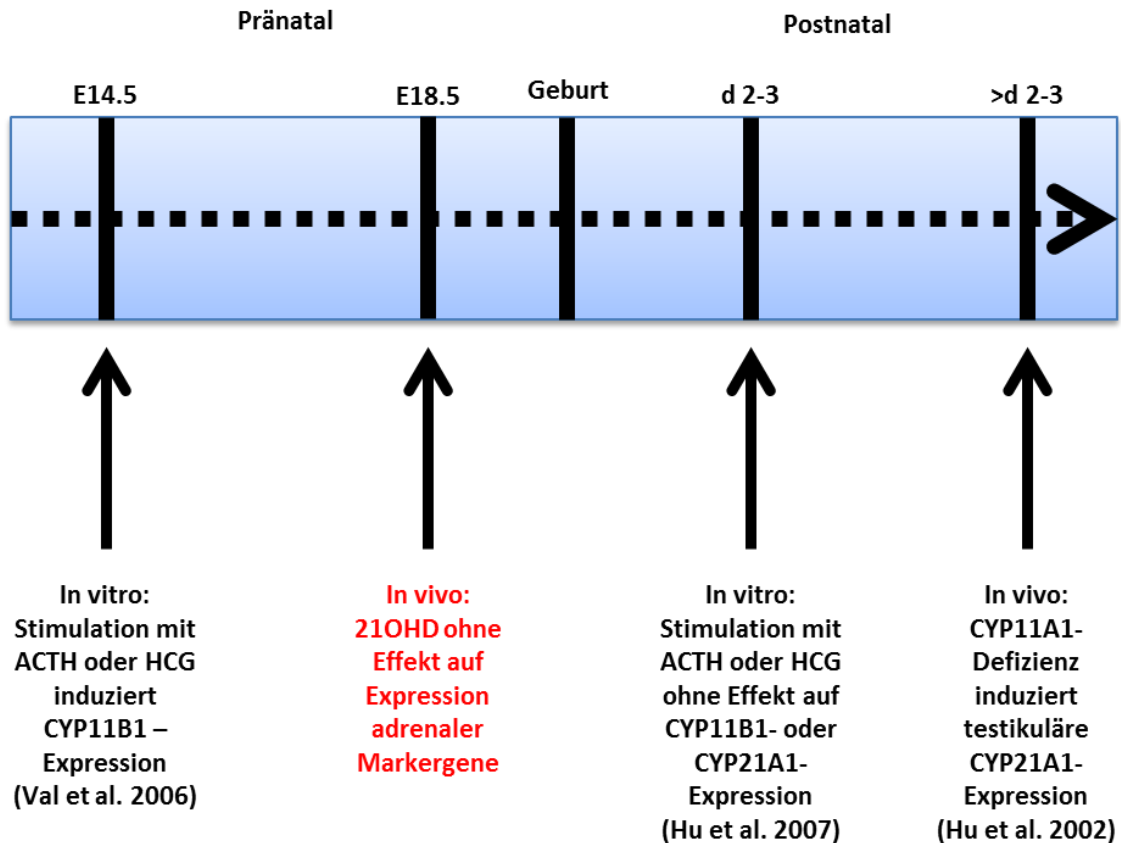 Pränatal
Postnatal
E14.5
E18.5
Geburt
d 2-3
>d 2-3
In vitro:
Stimulation mit
ACTH oder HCG
induziert
CYP11B1 –
Expression
(Val et al. 2006)
In vivo:
21OHD ohne
Effekt auf
Expression
adrenaler
Markergene
In vitro:
Stimulation mit
ACTH oder HCG
ohne Effekt auf
CYP11B1- oder
CYP21A1-
Expression
(Hu et al. 2007)
In vivo:
CYP11A1-
Defizienz
induziert
testikuläre
CYP21A1-
Expression
(Hu et al. 2002)